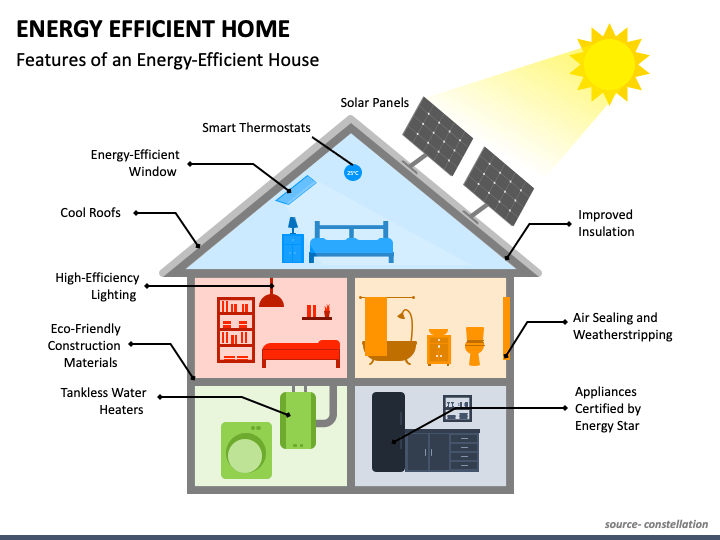 ENERGY EFFICIENT HOME
Features of an Energy-Efficient House
Solar Panels
Smart Thermostats
25°C
Energy-Efficient
Window
Cool Roofs
Improved
Insulation
High-Efficiency
Lighting
Air Sealing and
Weatherstripping
Eco-Friendly
Construction
Materials
Tankless Water
Heaters
Appliances
Certified by
Energy Star
source- constellation